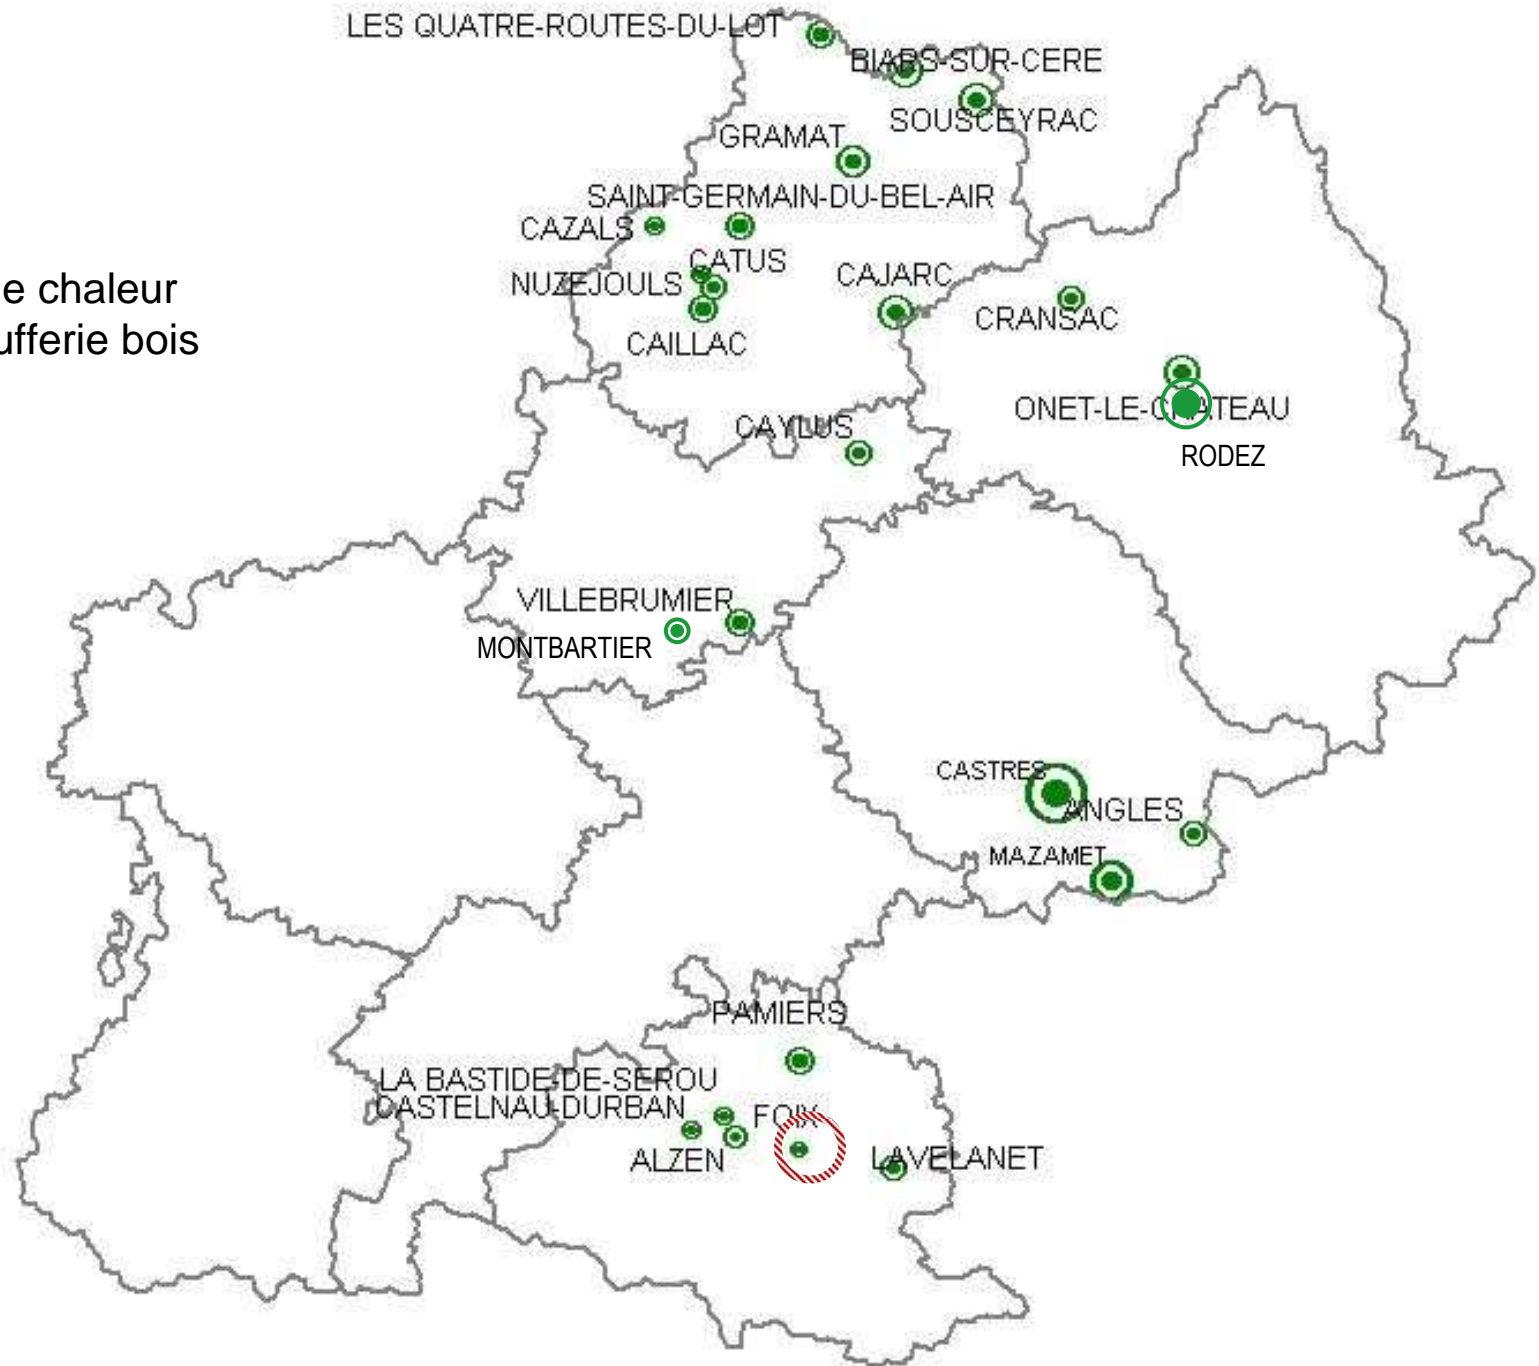 LES QUATRE-ROUTES-DU-LOT
BIARS-SUR-CERE
SOUSCEYRAC
GRAMAT
SAINT-GERMAIN-DU-BEL-AIR
CAZALS
CATUS
NUZEJOULS
CAJARC
e chaleur
ufferie bois
CRANSAC
CAILLAC
ONET-LE-CHATEAU
CAYLUS
RODEZ
VILLEBRUMIER
MONTBARTIER
CASTRES
ANGLES
MAZAMET
PAMIERS
LA BASTIDE-DE-SEROU
CASTELNAU-DURBAN
FOIX
ALZEN
LAVELANET